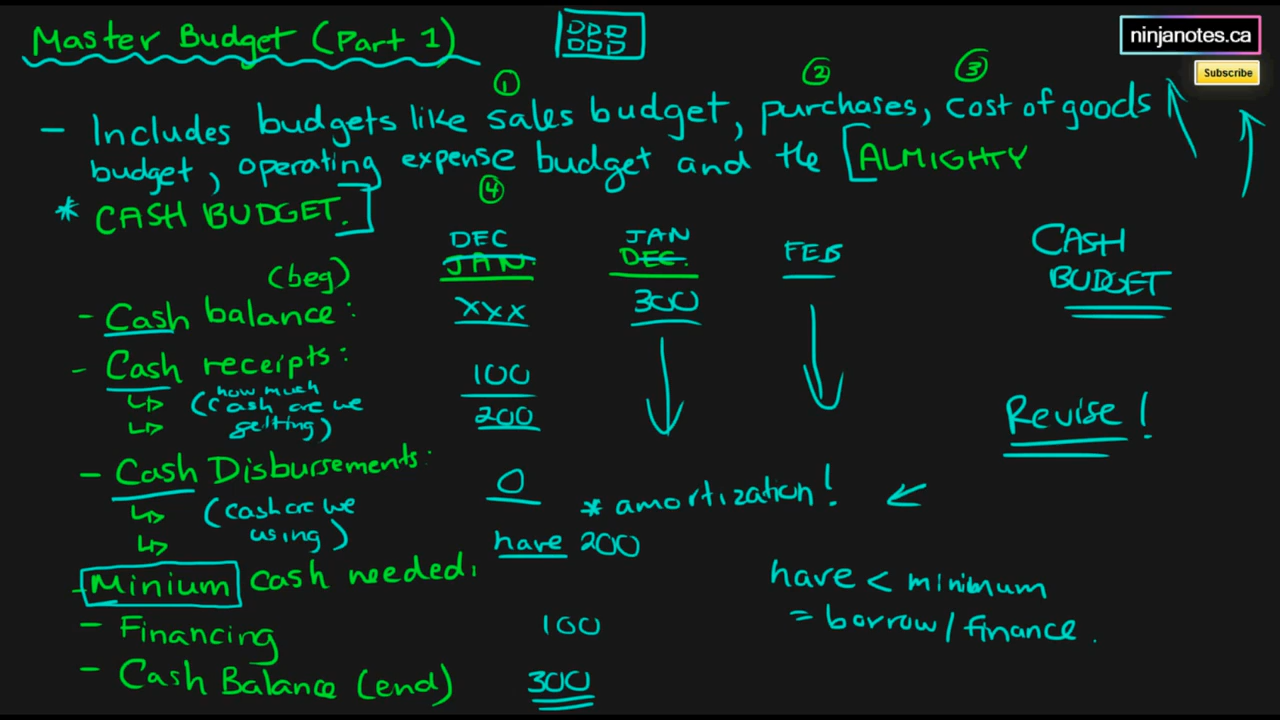 Master Budget (Part 1)
ninjanotes.ca
Subscribe
① ② ③
- Includes budgets like sales budget, purchases, cost of goods
budget, operating expense budget and the [ALMIGHTY
④
* CASH BUDGET.]
DEC JAN FEB
JAN. DEC.
CASH
BUDGET
(beg)
- Cash balance: XXX 300
- Cash receipts: 100
↳ (how much
cash are we
↳ getting) 200
Revise!
- Cash Disbursements: 0
↳ (cash are we
↳ using)
* amortization! ←
have 200
- Minium cash needed:
have < minimum
= borrow/finance.
- Financing 100
- Cash Balance (end) 300